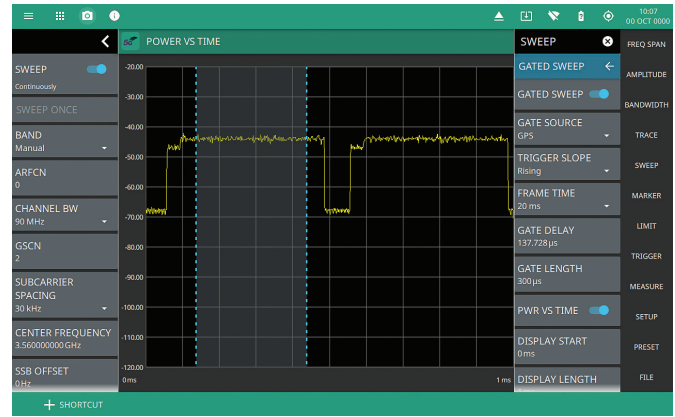 10:07
00 OCT 0000
SWEEP
Continuously
SWEEP ONCE
BAND
Manual
ARFCN
0
CHANNEL BW
90 MHz
GSCN
2
SUBCARRIER
SPACING
30 kHz
CENTER FREQUENCY
3.560000000 GHz
SSB OFFSET
0 Hz
SHORTCUT
5G
POWER VS TIME
-20.00
-30.00
-40.00
-50.00
-60.00
-70.00
-80.00
-90.00
-100.00
-110.00
-120.00
0 ms
1 ms
SWEEP
GATED SWEEP
GATED SWEEP
GATE SOURCE
GPS
TRIGGER SLOPE
Rising
FRAME TIME
20 ms
GATE DELAY
137.728 µs
GATE LENGTH
300 µs
PWR VS TIME
DISPLAY START
0 ms
DISPLAY LENGTH
FREQ SPAN
AMPLITUDE
BANDWIDTH
TRACE
SWEEP
MARKER
LIMIT
TRIGGER
MEASURE
SETUP
PRESET
FILE